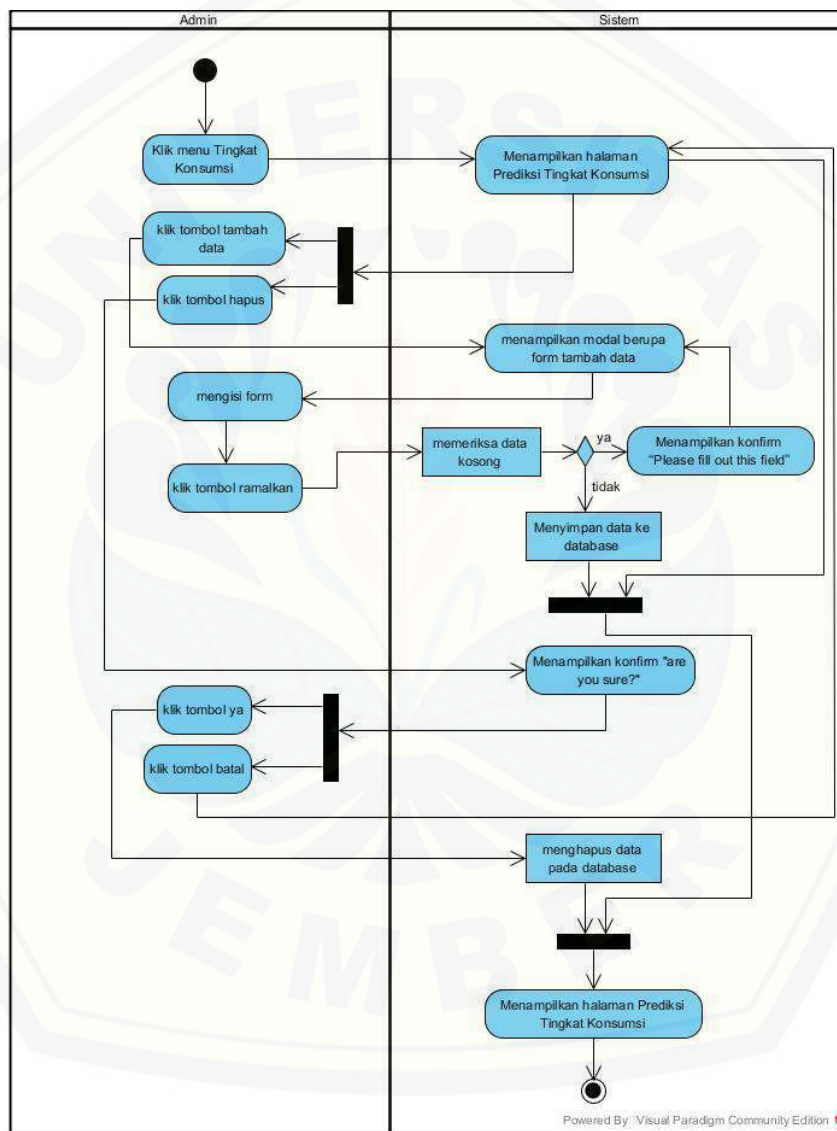 Admin
Sistem
Klik menu Tingkat
Konsumsi
Menampilkan halaman
Prediksi Tingkat Konsumsi
klik tombol tambah
data
klik tombol hapus
menampilkan modal berupa
form tambah data
mengisi form
klik tombol ramalkan
memeriksa data
kosong
ya
Menampilkan konfirm
“Please fill out this field”
tidak
Menyimpan data ke
database
Menampilkan konfirm "are
you sure?"
klik tombol ya
klik tombol batal
menghapus data
pada database
Menampilkan halaman Prediksi
Tingkat Konsumsi
UNIVERSITAS
JEMBER
Powered By Visual Paradigm Community Edition